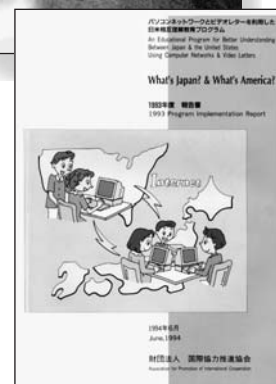 パソコンネットワークとビデオレターを利用した
日米相互理解教育プログラム
An Educational Program for Better Understanding
Between Japan & the United States
Using Computer Networks & Video Letters
What's Japan? & What's America?
1993年度 報告書
1993 Program Implementation Report
Internet
1994年6月
June,1994
財団法人 国際協力推進協会
Association for Promotion of International Cooperation